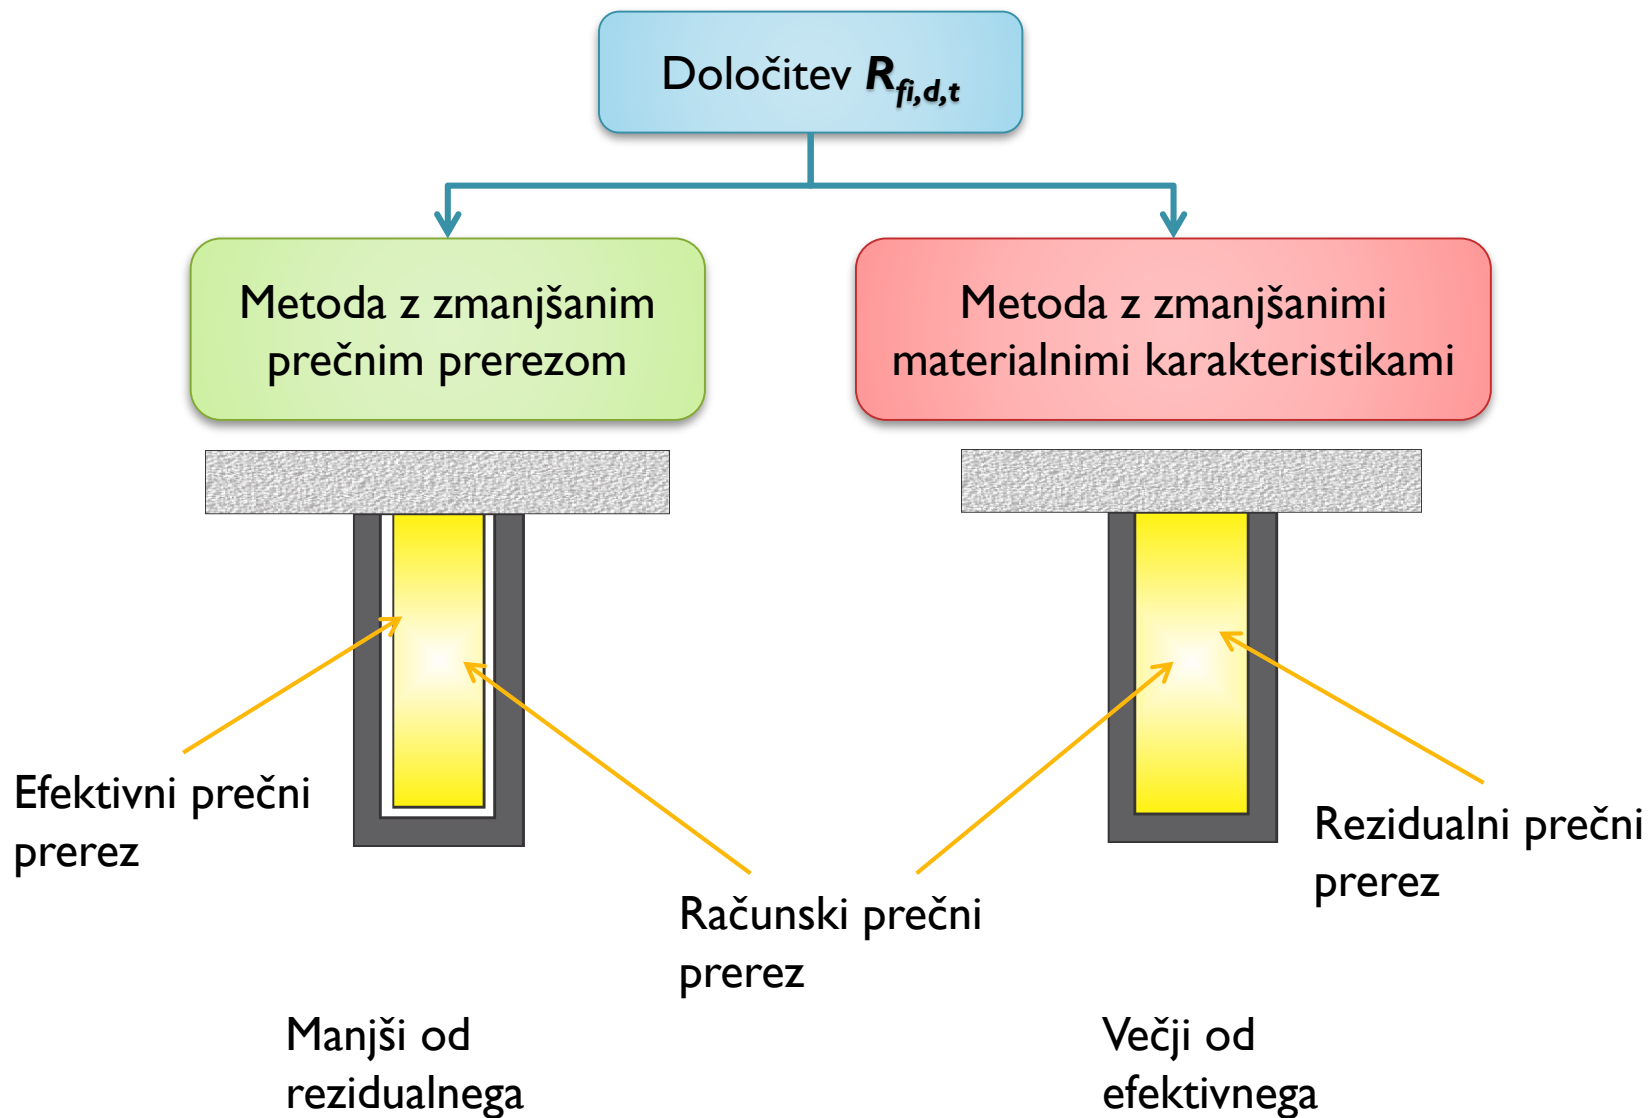 Določitev R_fi,d,t
Metoda z zmanjšanim
prečnim prerezom
Metoda z zmanjšanimi
materialnimi karakteristikami
Efektivni prečni
prerez
Računski prečni
prerez
Rezidualni prečni
prerez
Manjši od
rezidualnega
Večji od
efektivnega